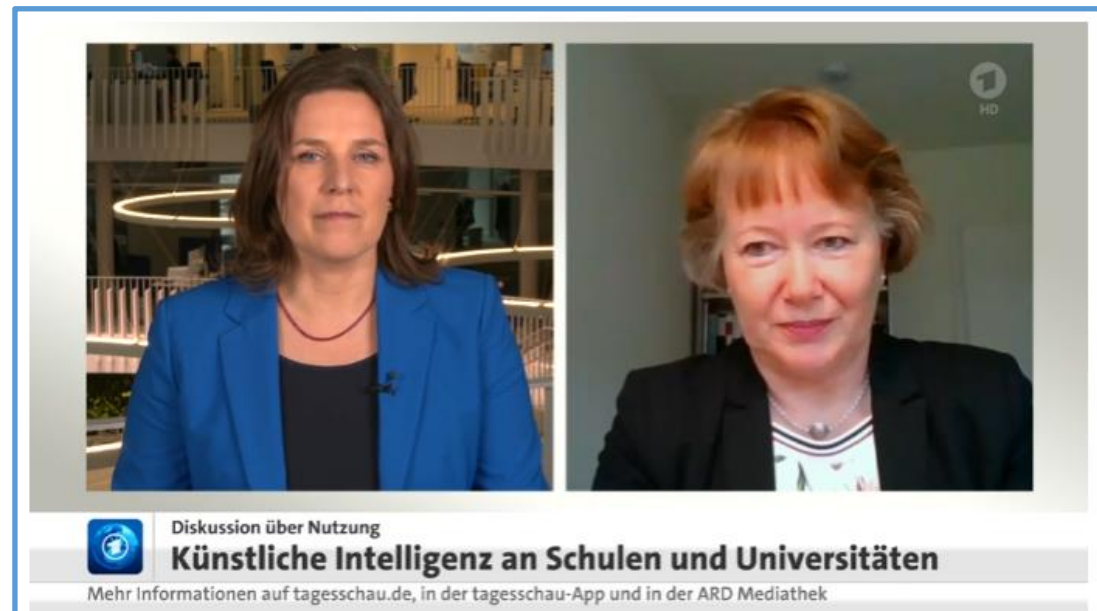 HD
Diskussion über Nutzung
Künstliche Intelligenz an Schulen und Universitäten
Mehr Informationen auf tagesschau.de, in der tagesschau-App und in der ARD Mediathek